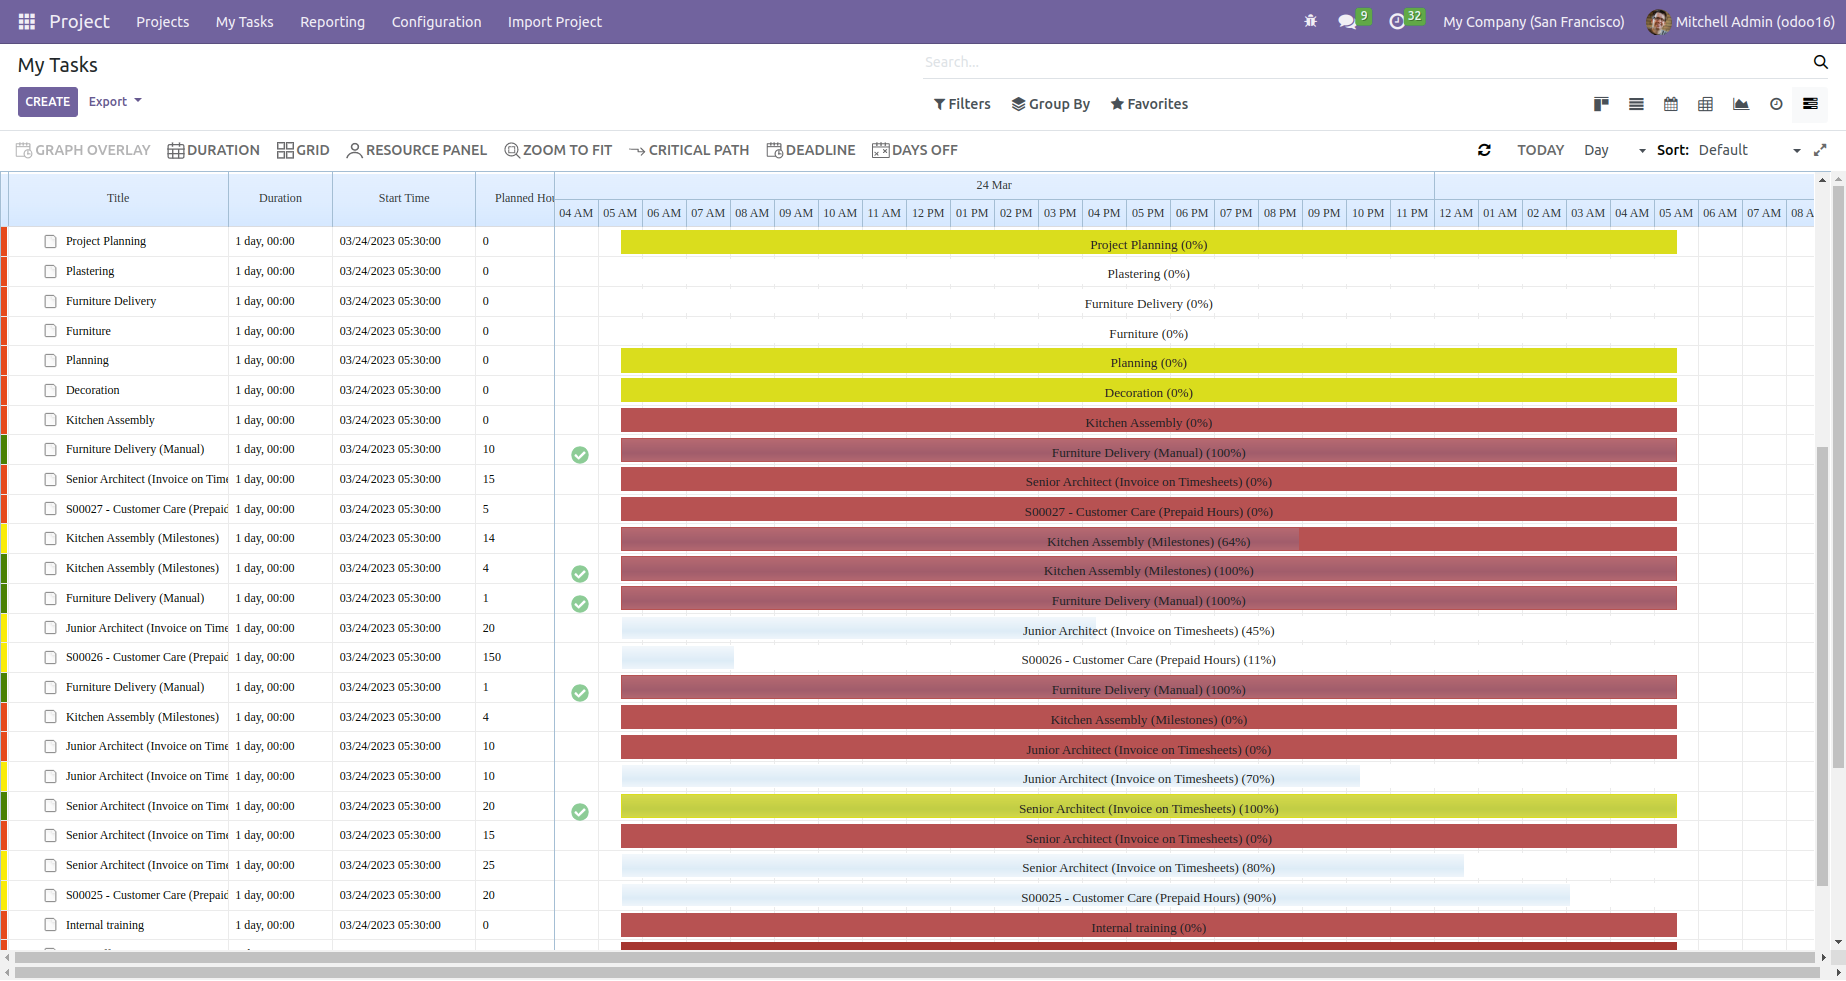 Project Projects My Tasks Reporting Configuration Import Project 9 32 My Company (San Francisco) Mitchell Admin (odoo16)
My Tasks
Search...
CREATE Export
Filters Group By Favorites
GRAPH OVERLAY DURATION GRID RESOURCE PANEL ZOOM TO FIT CRITICAL PATH DEADLINE DAYS OFF TODAY Day Sort: Default
24 Mar
Title Duration Start Time Planned Hou
04 AM 05 AM 06 AM 07 AM 08 AM 09 AM 10 AM 11 AM 12 PM 01 PM 02 PM 03 PM 04 PM 05 PM 06 PM 07 PM 08 PM 09 PM 10 PM 11 PM 12 AM 01 AM 02 AM 03 AM 04 AM 05 AM 06 AM 07 AM 08 A
Project Planning 1 day, 00:00 03/24/2023 05:30:00 0 Project Planning (0%)
Plastering 1 day, 00:00 03/24/2023 05:30:00 0 Plastering (0%)
Furniture Delivery 1 day, 00:00 03/24/2023 05:30:00 0 Furniture Delivery (0%)
Furniture 1 day, 00:00 03/24/2023 05:30:00 0 Furniture (0%)
Planning 1 day, 00:00 03/24/2023 05:30:00 0 Planning (0%)
Decoration 1 day, 00:00 03/24/2023 05:30:00 0 Decoration (0%)
Kitchen Assembly 1 day, 00:00 03/24/2023 05:30:00 0 Kitchen Assembly (0%)
Furniture Delivery (Manual) 1 day, 00:00 03/24/2023 05:30:00 10 Furniture Delivery (Manual) (100%)
Senior Architect (Invoice on Time 1 day, 00:00 03/24/2023 05:30:00 15 Senior Architect (Invoice on Timesheets) (0%)
S00027 - Customer Care (Prepaid 1 day, 00:00 03/24/2023 05:30:00 5 S00027 - Customer Care (Prepaid Hours) (0%)
Kitchen Assembly (Milestones) 1 day, 00:00 03/24/2023 05:30:00 14 Kitchen Assembly (Milestones) (64%)
Kitchen Assembly (Milestones) 1 day, 00:00 03/24/2023 05:30:00 4 Kitchen Assembly (Milestones) (100%)
Furniture Delivery (Manual) 1 day, 00:00 03/24/2023 05:30:00 1 Furniture Delivery (Manual) (100%)
Junior Architect (Invoice on Time 1 day, 00:00 03/24/2023 05:30:00 20 Junior Architect (Invoice on Timesheets) (45%)
S00026 - Customer Care (Prepaid 1 day, 00:00 03/24/2023 05:30:00 150 S00026 - Customer Care (Prepaid Hours) (11%)
Furniture Delivery (Manual) 1 day, 00:00 03/24/2023 05:30:00 1 Furniture Delivery (Manual) (100%)
Kitchen Assembly (Milestones) 1 day, 00:00 03/24/2023 05:30:00 4 Kitchen Assembly (Milestones) (0%)
Junior Architect (Invoice on Time 1 day, 00:00 03/24/2023 05:30:00 10 Junior Architect (Invoice on Timesheets) (0%)
Junior Architect (Invoice on Time 1 day, 00:00 03/24/2023 05:30:00 10 Junior Architect (Invoice on Timesheets) (70%)
Senior Architect (Invoice on Time 1 day, 00:00 03/24/2023 05:30:00 20 Senior Architect (Invoice on Timesheets) (100%)
Senior Architect (Invoice on Time 1 day, 00:00 03/24/2023 05:30:00 15 Senior Architect (Invoice on Timesheets) (0%)
Senior Architect (Invoice on Time 1 day, 00:00 03/24/2023 05:30:00 25 Senior Architect (Invoice on Timesheets) (80%)
S00025 - Customer Care (Prepaid 1 day, 00:00 03/24/2023 05:30:00 20 S00025 - Customer Care (Prepaid Hours) (90%)
Internal training 1 day, 00:00 03/24/2023 05:30:00 0 Internal training (0%)